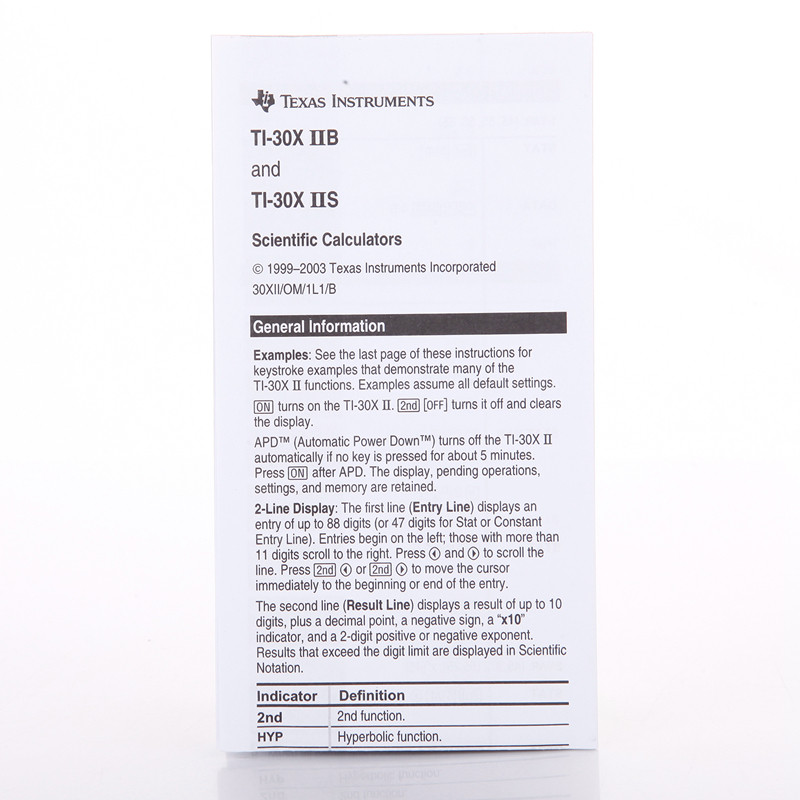 TEXAS INSTRUMENTS
TI-30X IIB
and
TI-30X IIS
Scientific Calculators
© 1999–2003 Texas Instruments Incorporated
30XII/OM/1L1/B
General Information
Examples: See the last page of these instructions for
keystroke examples that demonstrate many of the
TI-30X II functions. Examples assume all default settings.
[ON] turns on the TI-30X II. [2nd] [OFF] turns it off and clears
the display.
APD™ (Automatic Power Down™) turns off the TI-30X II
automatically if no key is pressed for about 5 minutes.
Press [ON] after APD. The display, pending operations,
settings, and memory are retained.
2-Line Display: The first line (Entry Line) displays an
entry of up to 88 digits (or 47 digits for Stat or Constant
Entry Line). Entries begin on the left; those with more than
11 digits scroll to the right. Press ◀ and ▶ to scroll the
line. Press [2nd] ◀ or [2nd] ▶ to move the cursor
immediately to the beginning or end of the entry.
The second line (Result Line) displays a result of up to 10
digits, plus a decimal point, a negative sign, a “x10”
indicator, and a 2-digit positive or negative exponent.
Results that exceed the digit limit are displayed in Scientific
Notation.
Indicator Definition
2nd 2nd function.
HYP Hyperbolic function.